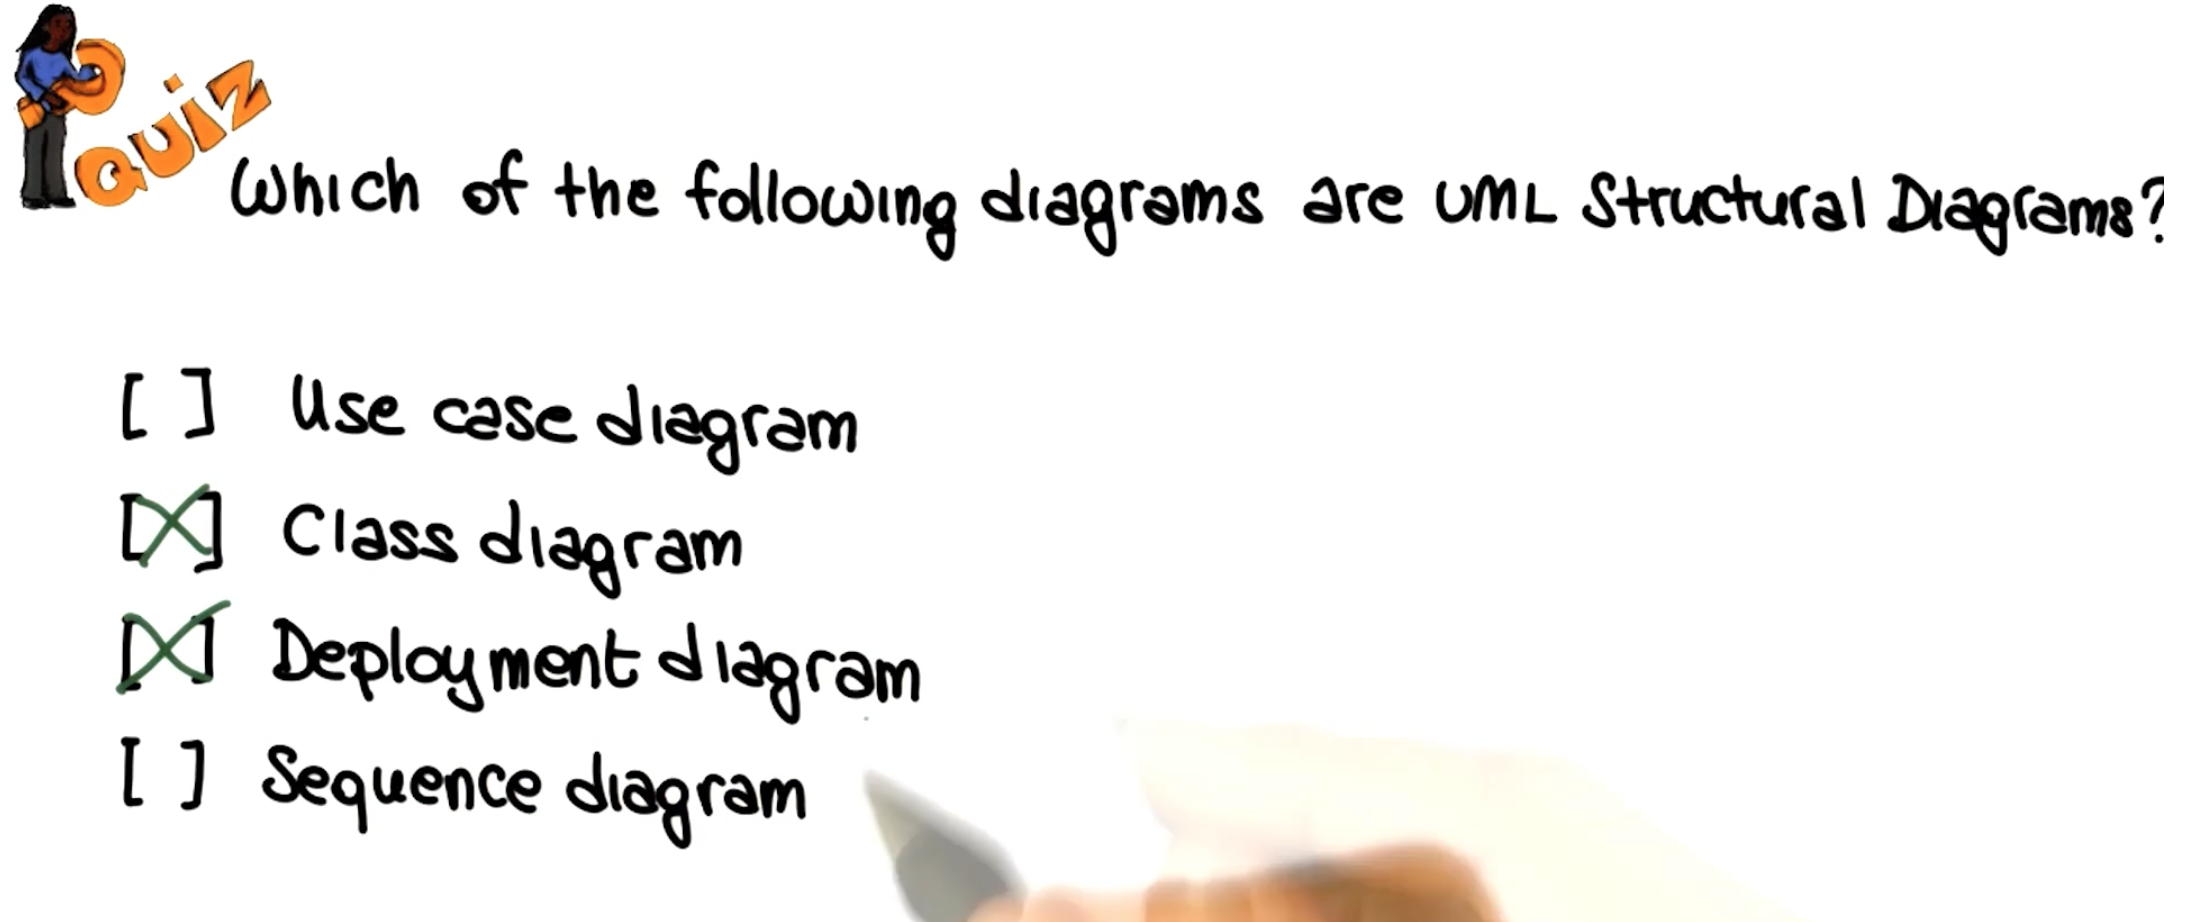 QUIZ
Which of the following diagrams are UML Structural Diagrams?
[ ] Use case diagram
[X] Class diagram
[X] Deployment diagram
[ ] Sequence diagram